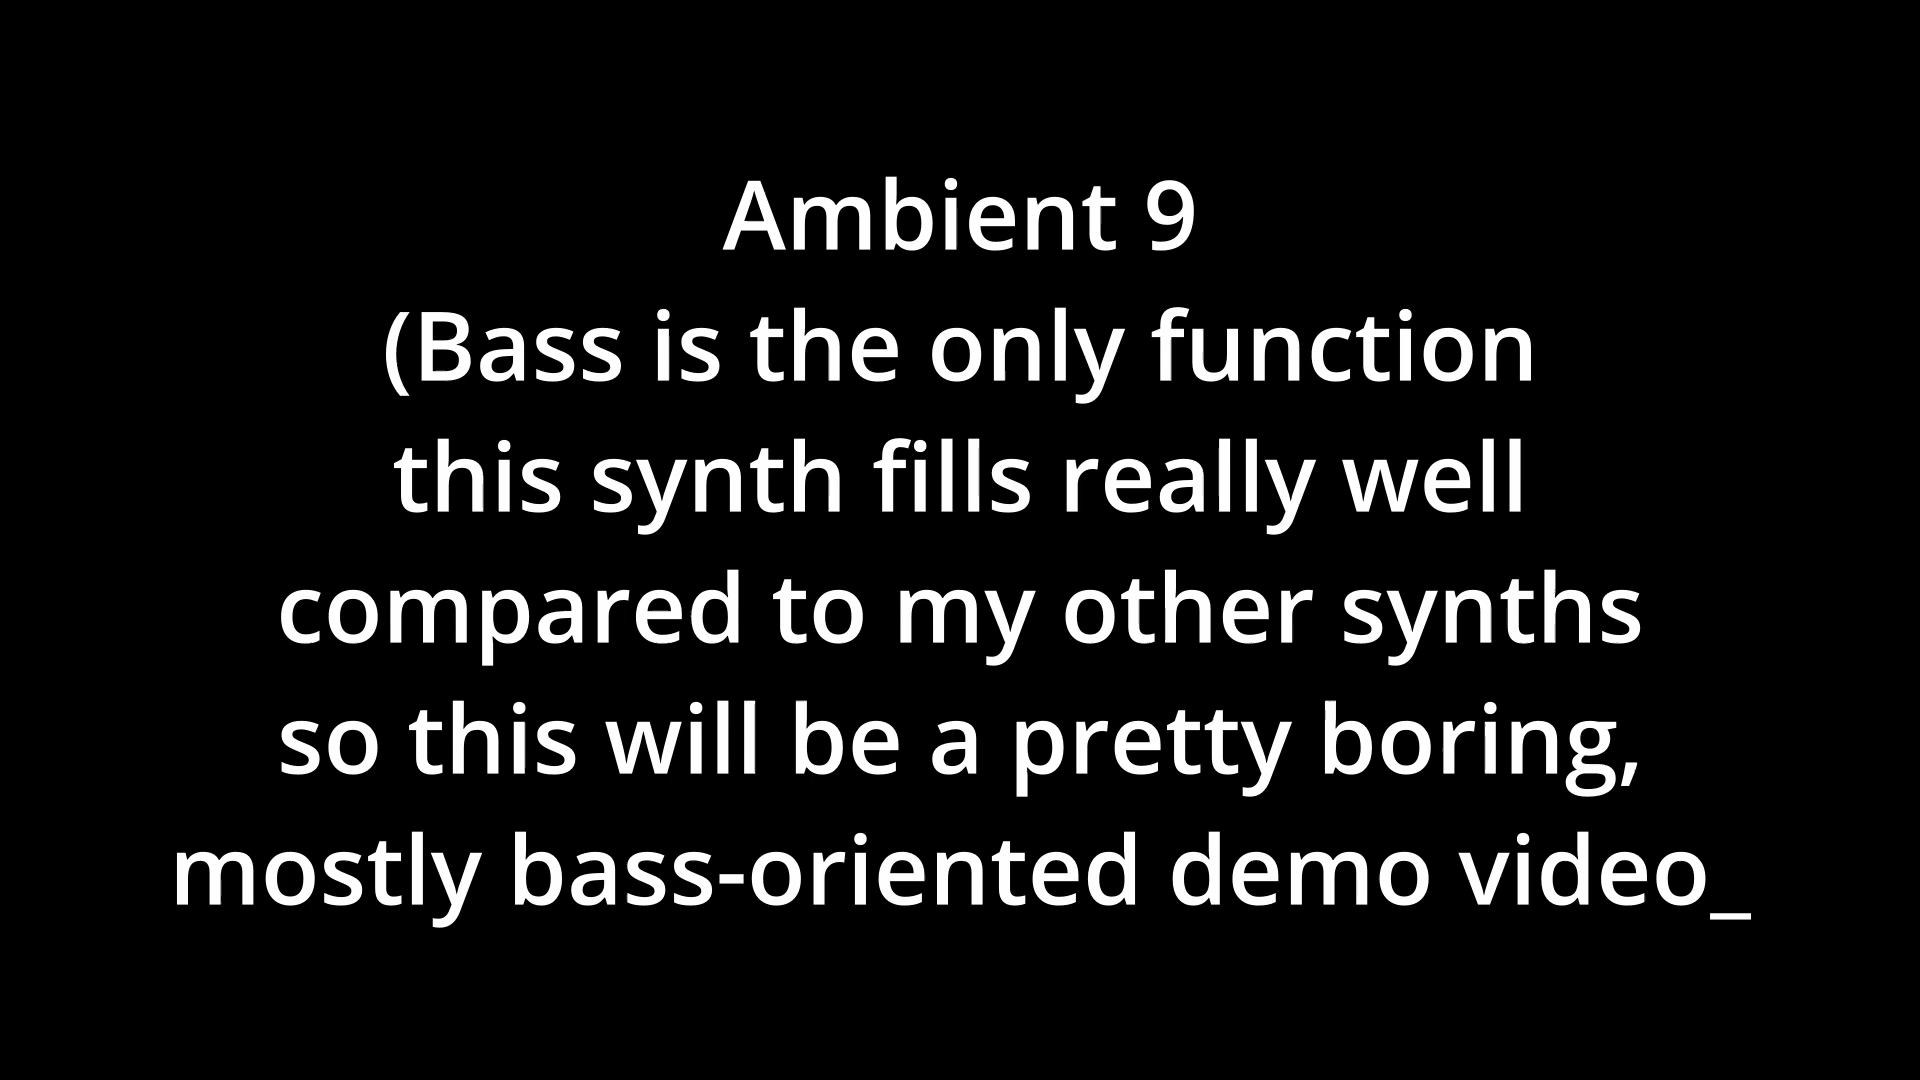 Ambient 9
(Bass is the only function
this synth fills really well
compared to my other synths
so this will be a pretty boring,
mostly bass-oriented demo video_